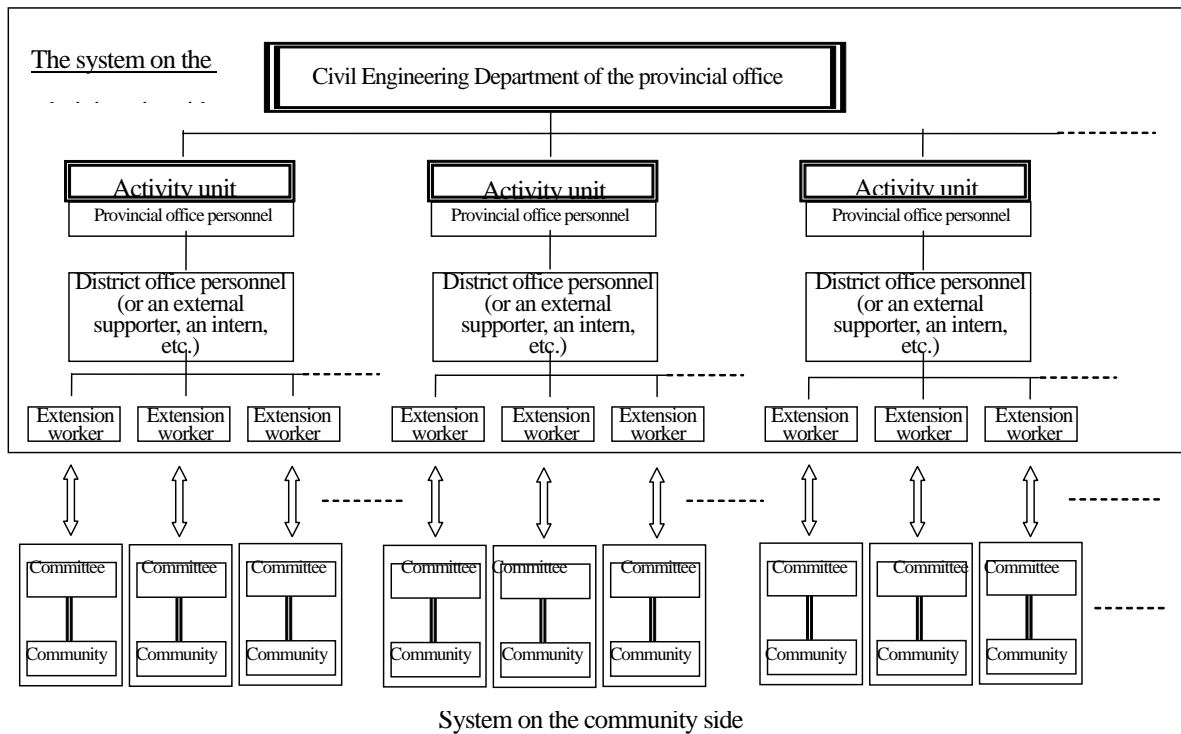 The system on the
Civil Engineering Department of the provincial office
Activity unit
Activity unit
Activity unit
Provincial office personnel
Provincial office personnel
Provincial office personnel
District office personnel
(or an external
supporter, an intern,
etc.)
District office personnel
(or an external
supporter, an intern,
etc.)
District office personnel
(or an external
supporter, an intern,
etc.)
Extension
worker
Extension
worker
Extension
worker
Extension
worker
Extension
worker
Extension
worker
Extension
worker
Extension
worker
Extension
worker
Committee
Committee
Committee
Committee
Committee
Committee
Committee
Committee
Committee
Community
Community
Community
Community
Community
Community
Community
Community
Community
System on the community side